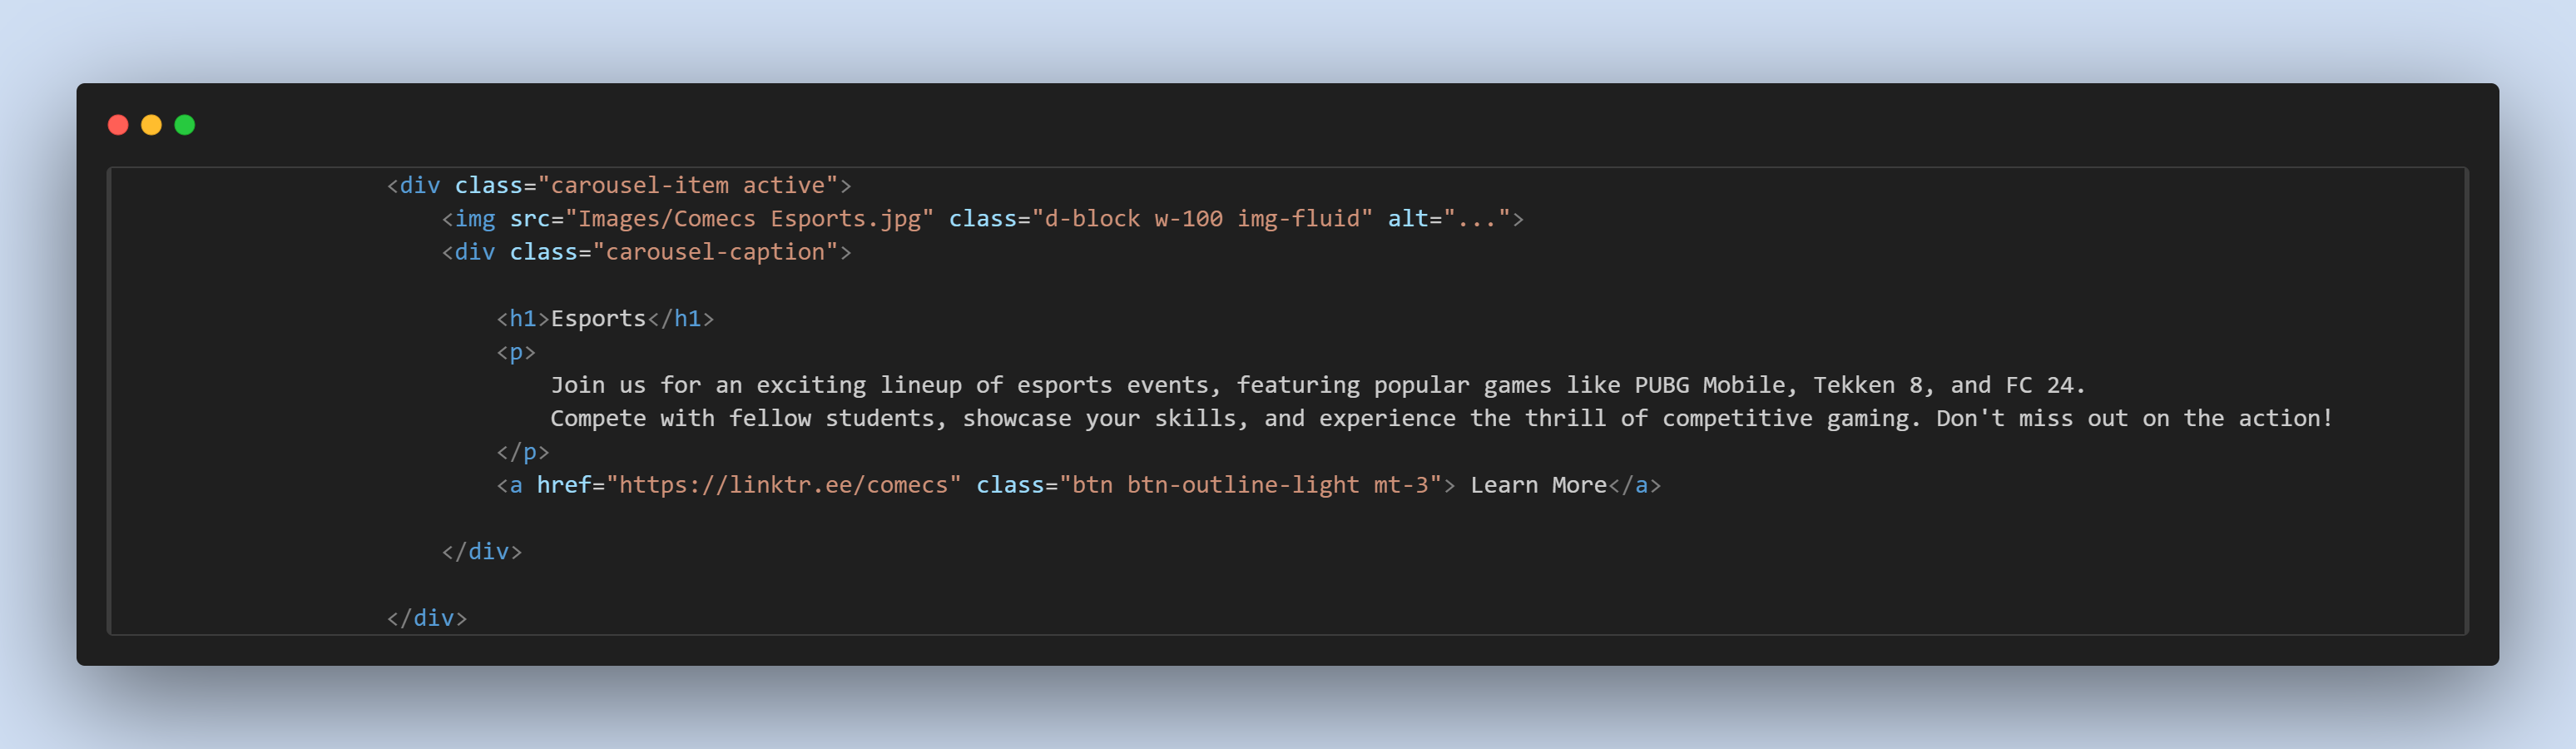 <div class="carousel-item active">
<img src="Images/Comecs Esports.jpg" class="d-block w-100 img-fluid" alt="...">
<div class="carousel-caption">
<h1>Esports</h1>
<p>
Join us for an exciting lineup of esports events, featuring popular games like PUBG Mobile, Tekken 8, and FC 24.
Compete with fellow students, showcase your skills, and experience the thrill of competitive gaming. Don't miss out on the action!
</p>
<a href="https://linktr.ee/comecs" class="btn btn-outline-light mt-3"> Learn More</a>
</div>
</div>